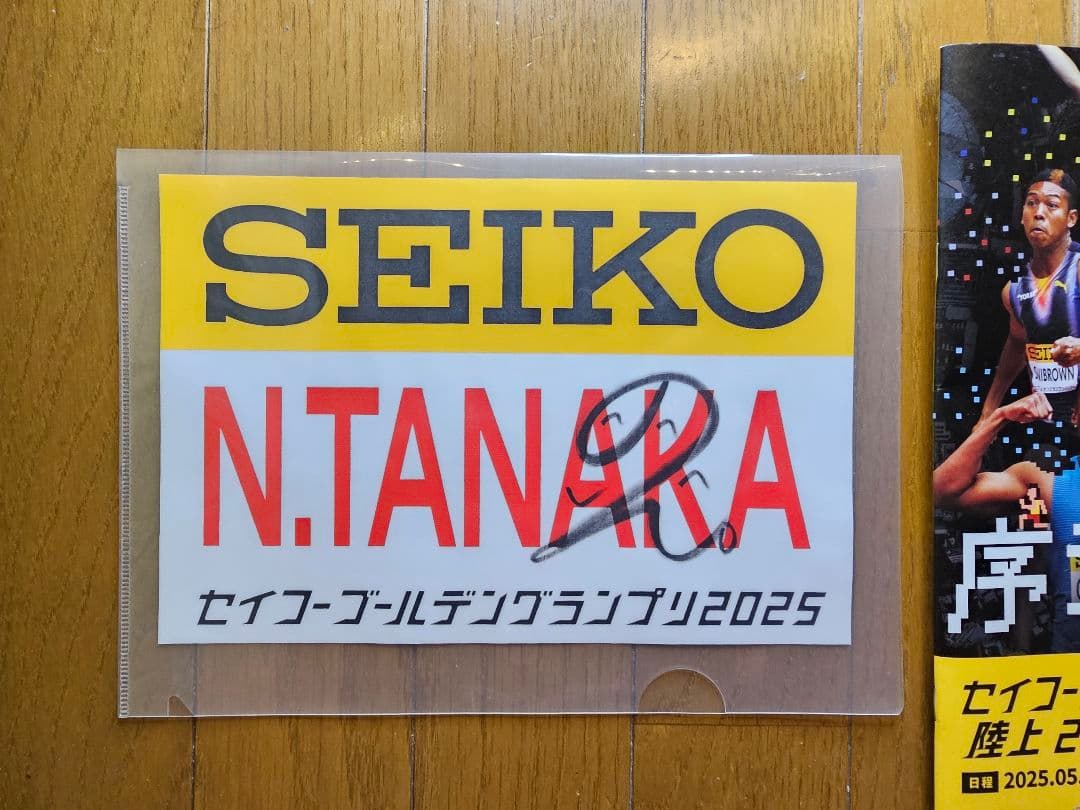 SEIKO
N.TANAKA
セイコーゴールデングランプリ2025
SEIKO
序
セイコー
陸上 2
日程 2025.05.